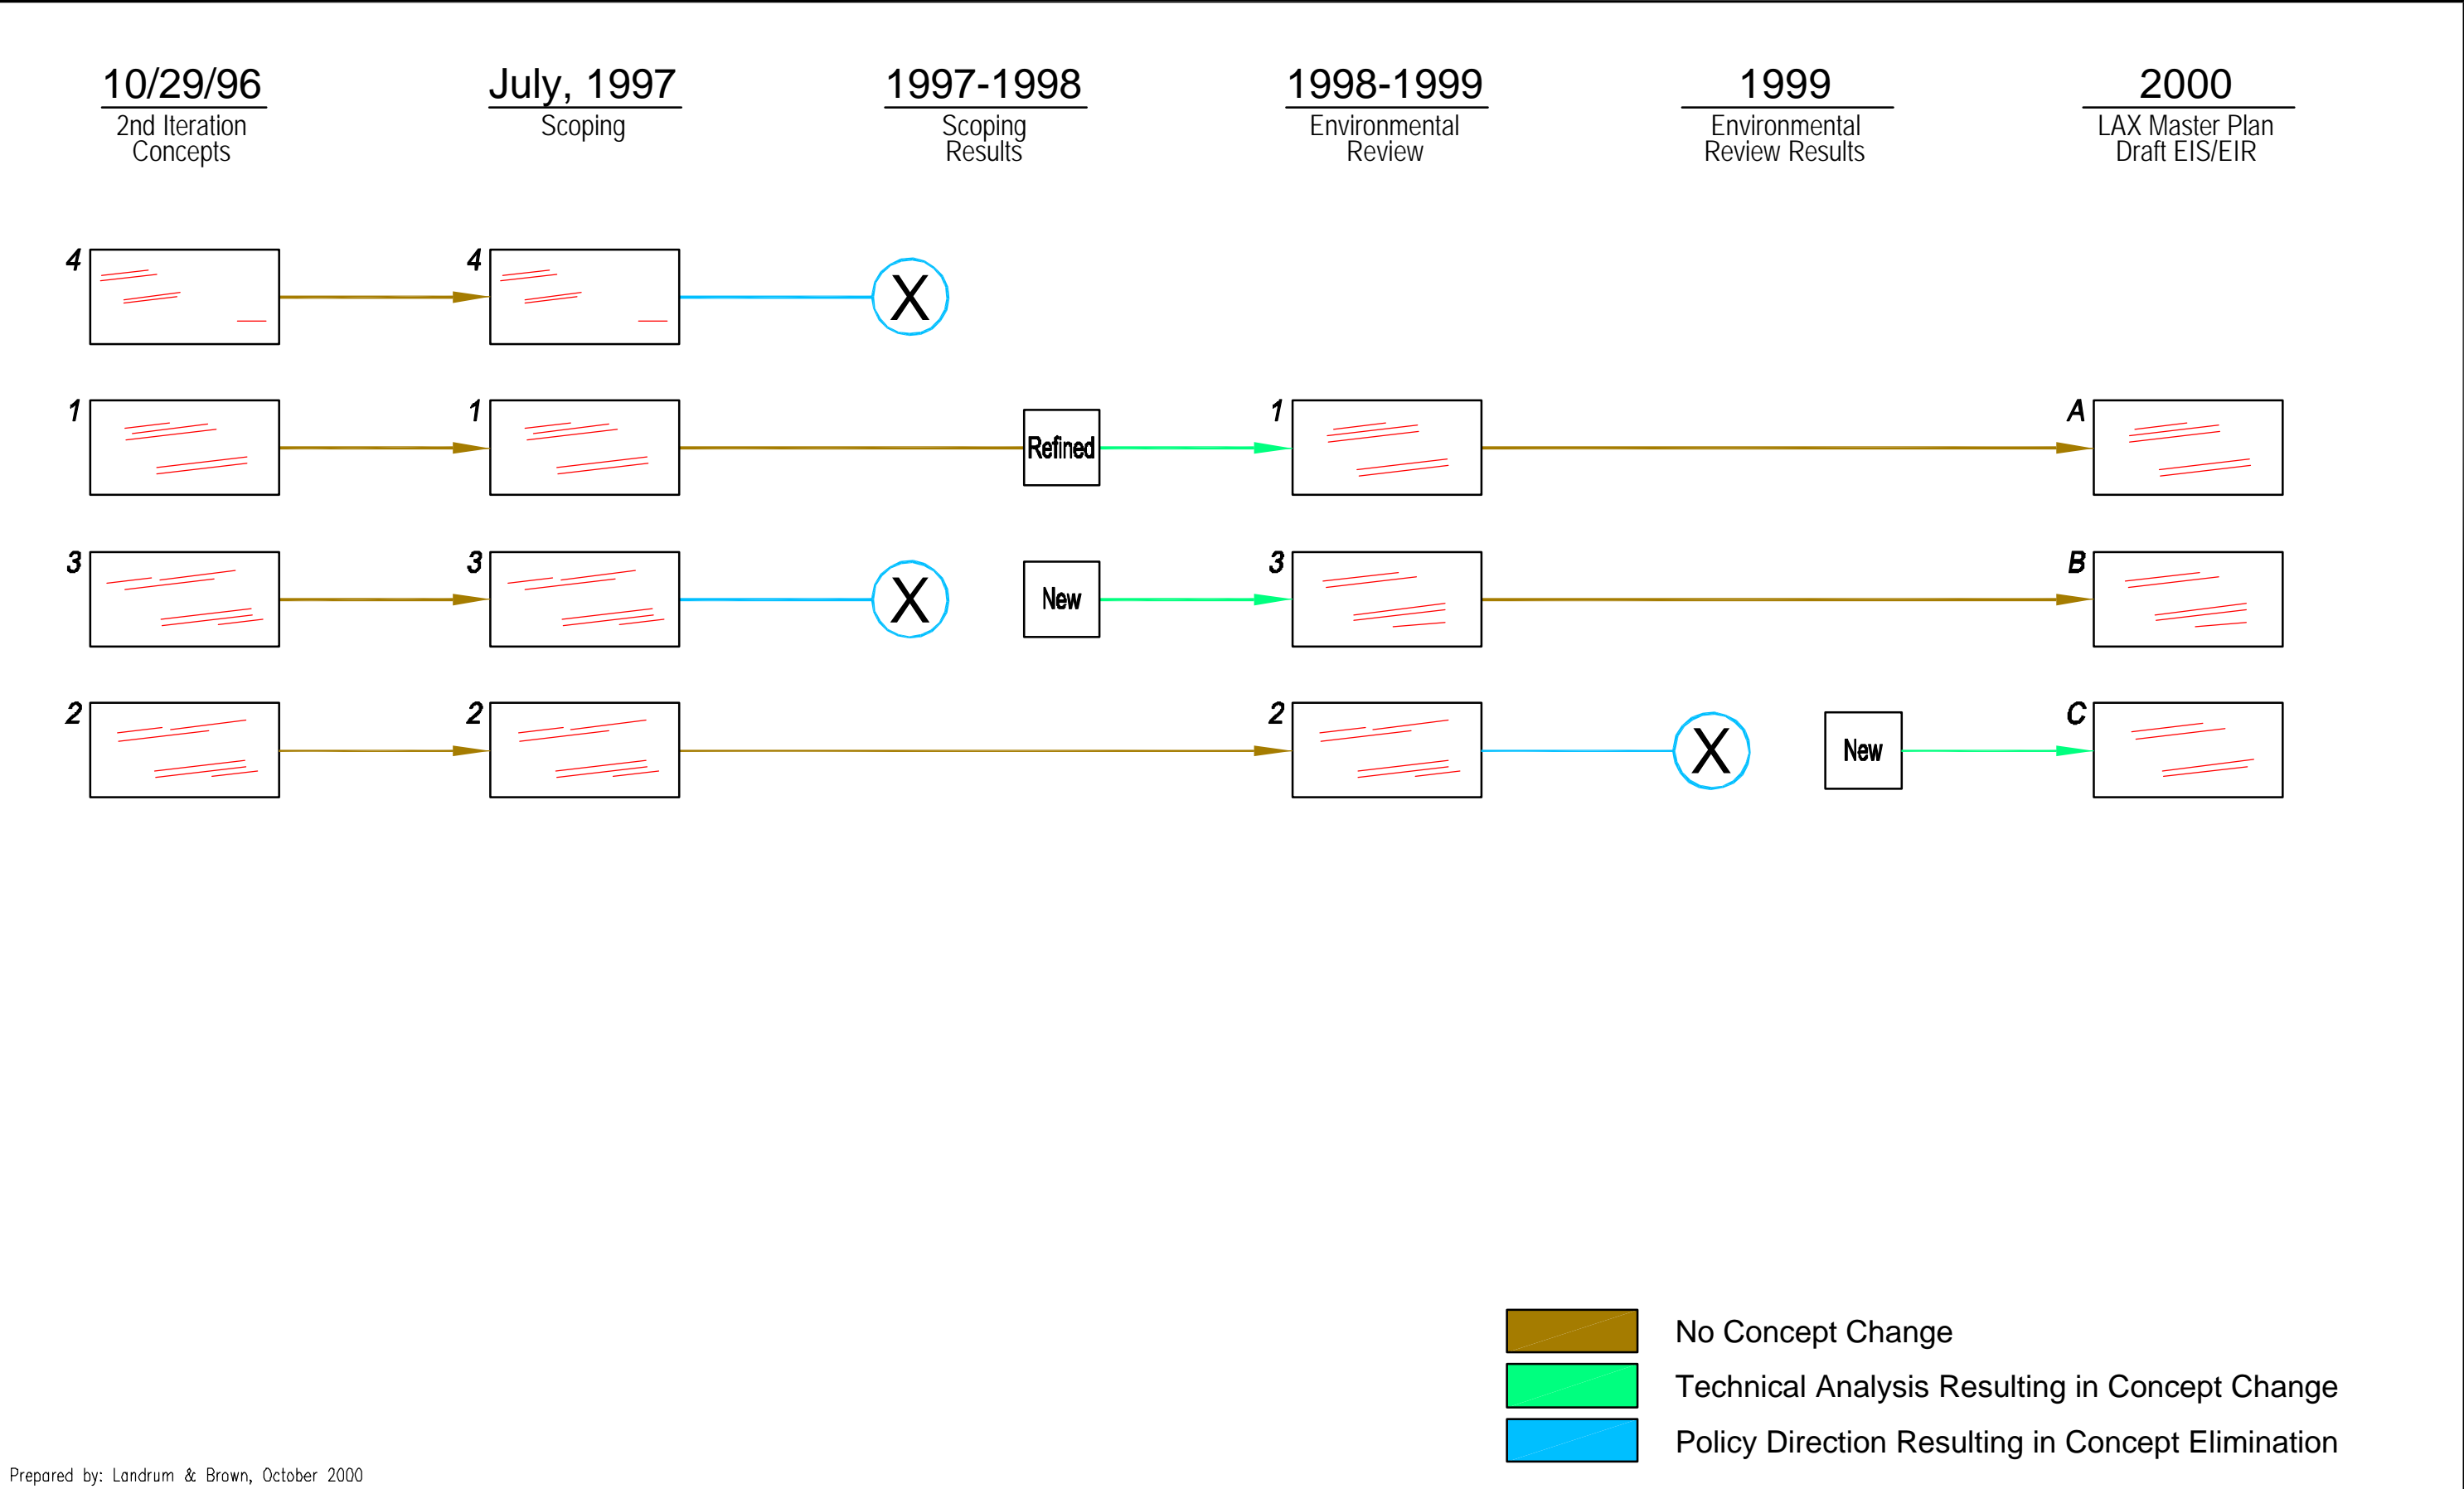 10/29/96
2nd Iteration
Concepts
July, 1997
Scoping
1997-1998
Scoping
Results
1998-1999
Environmental
Review
1999
Environmental
Review Results
2000
LAX Master Plan
Draft EIS/EIR
4
4
X
1
1
Refined
1
A
3
3
X
New
3
B
2
2
2
X
New
C
No Concept Change
Technical Analysis Resulting in Concept Change
Policy Direction Resulting in Concept Elimination
Prepared by: Landrum & Brown, October 2000